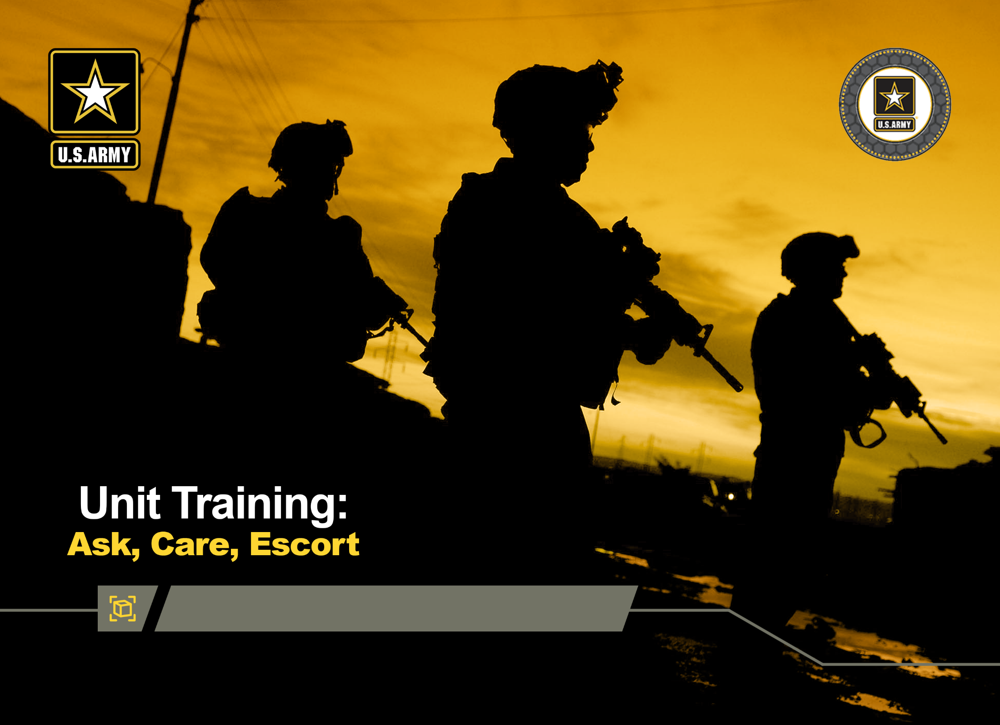 U.S.ARMY
U.S.ARMY
Unit Training:
Ask, Care, Escort